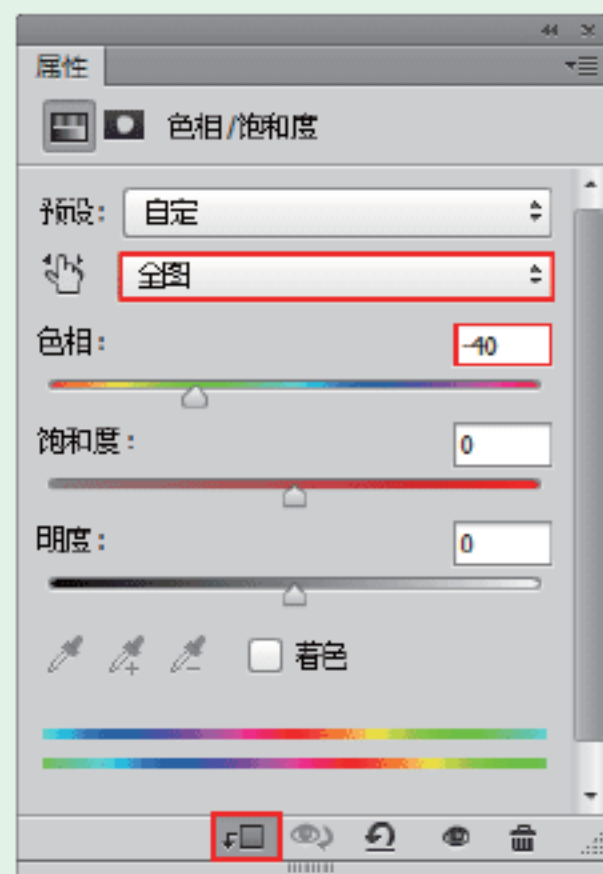 属性
色相/饱和度
预设: 自定
全图
色相: -40
饱和度: 0
明度: 0
着色